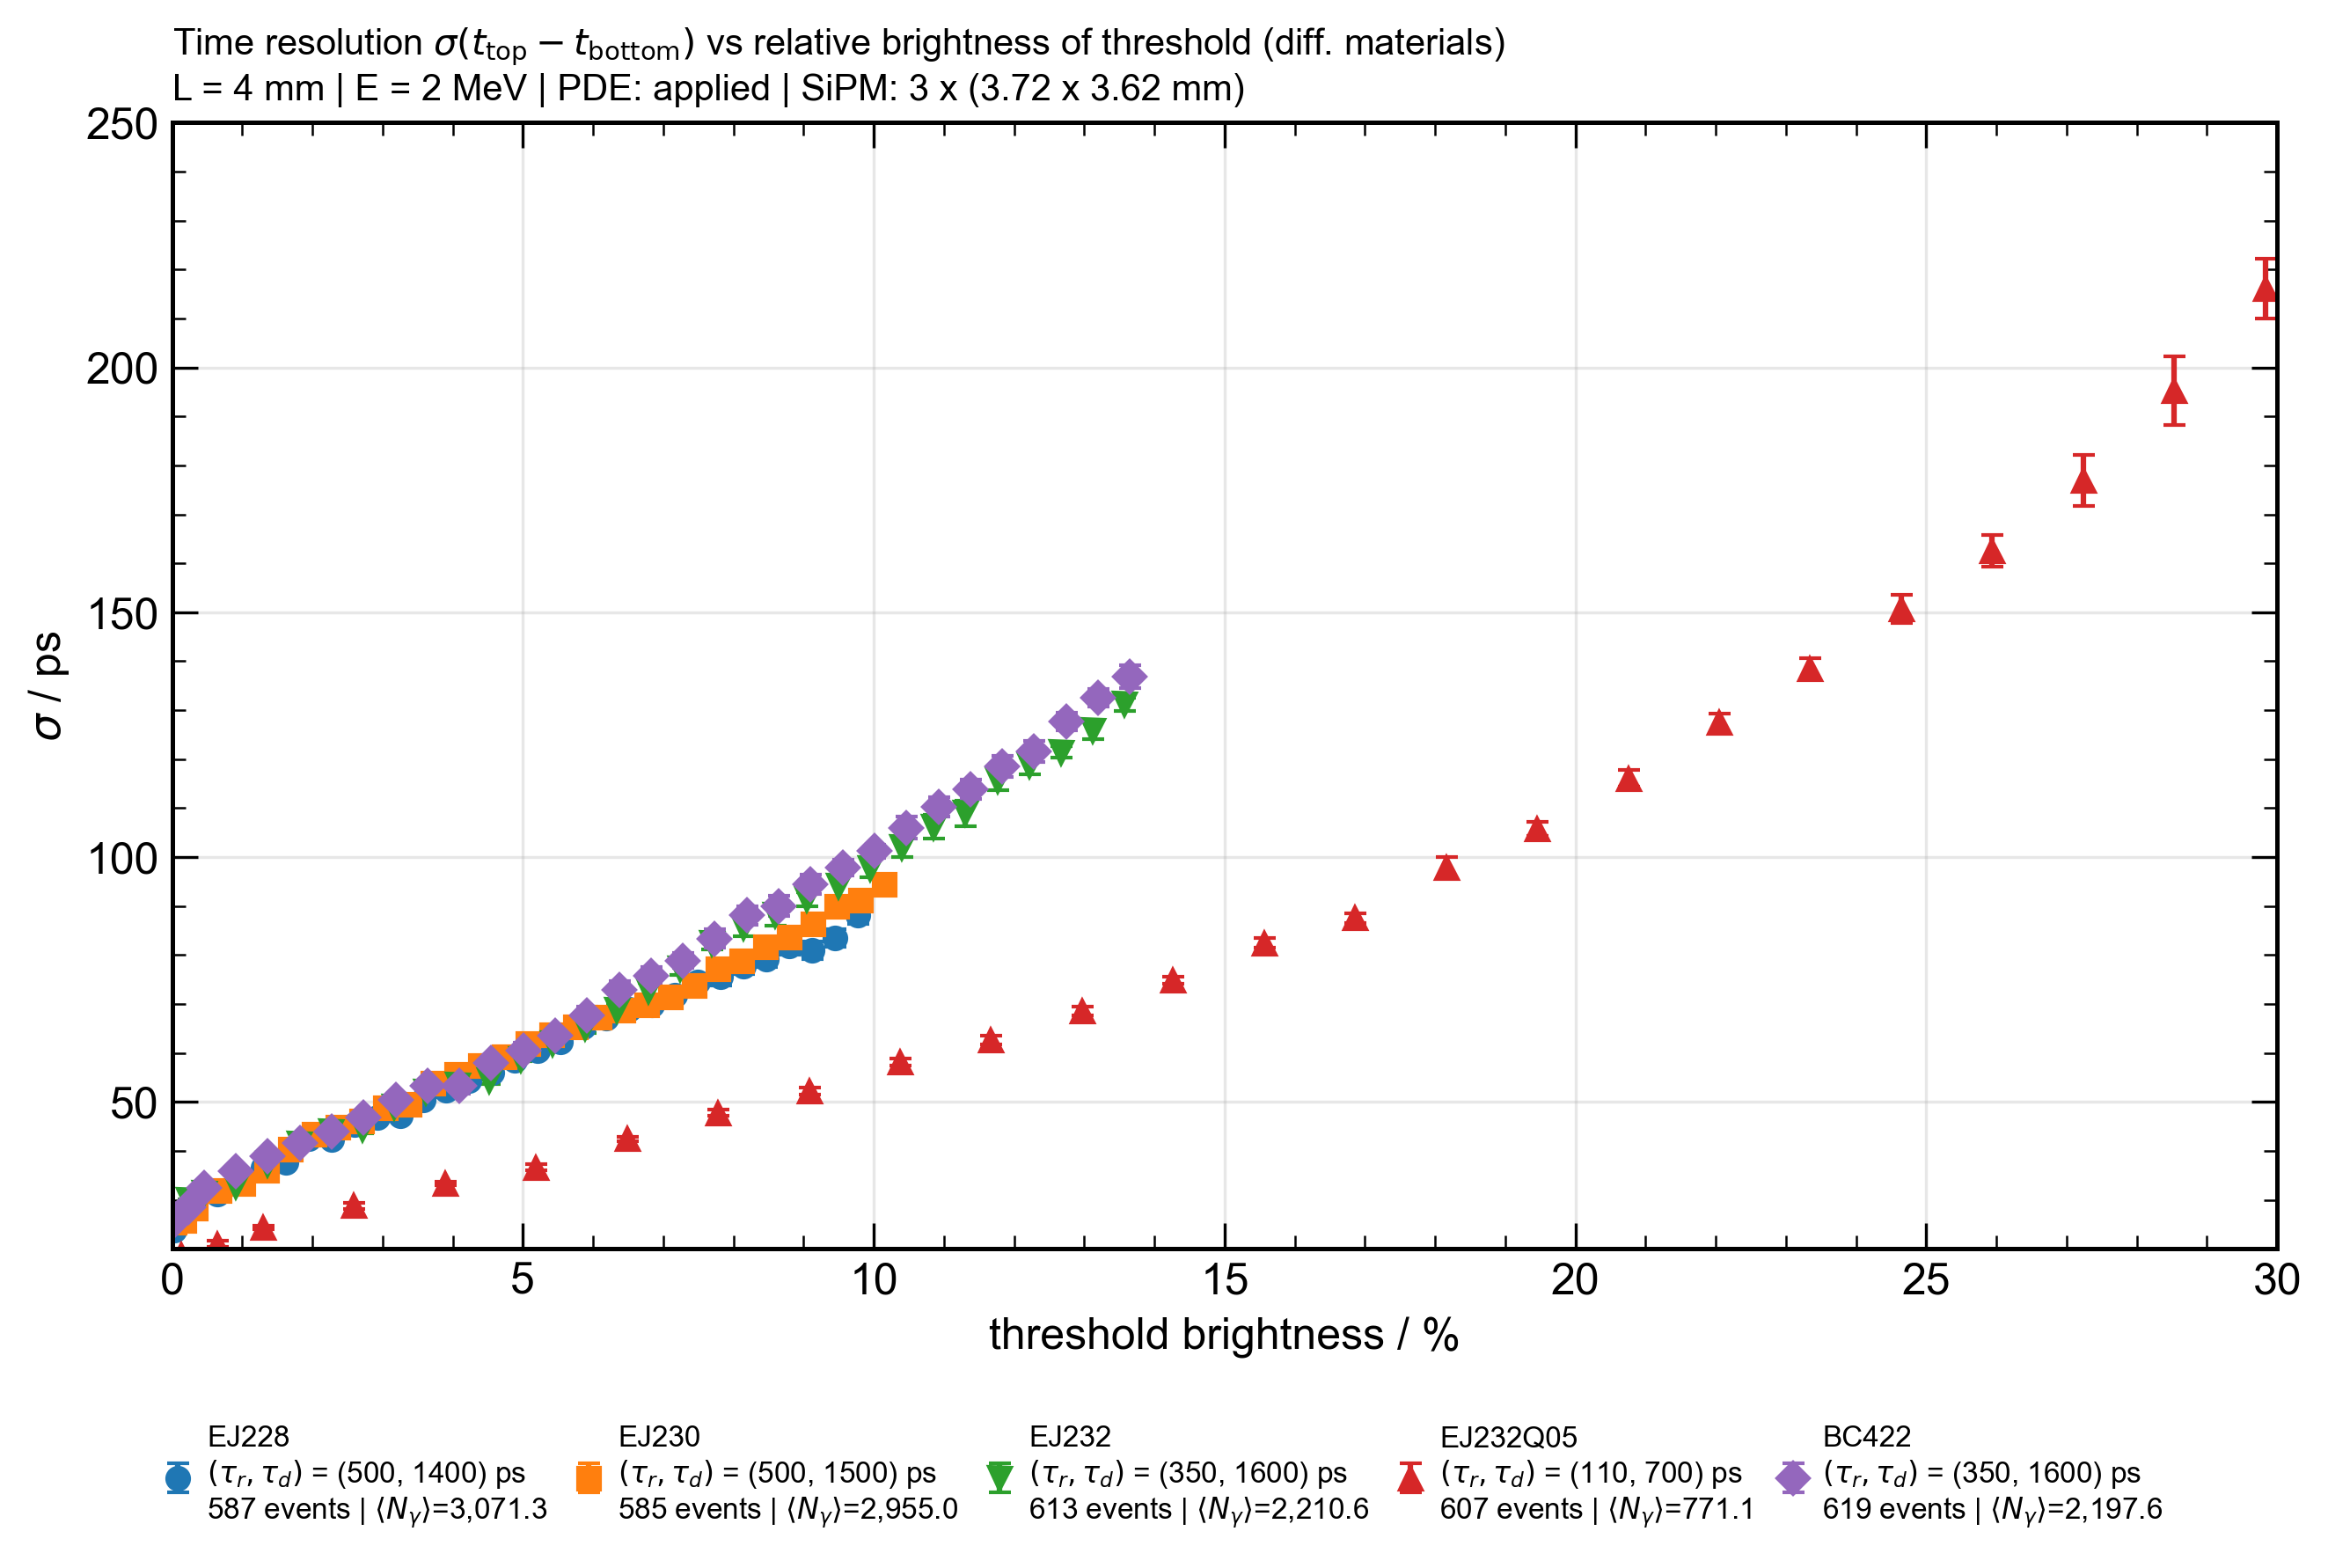 Time resolution σ(t_top − t_bottom) vs relative brightness of threshold (diff. materials)
L = 4 mm | E = 2 MeV | PDE: applied | SiPM: 3 x (3.72 x 3.62 mm)
250
200
150
100
50
σ / ps
0 5 10 15 20 25 30
threshold brightness / %
EJ228
(τ_r, τ_d) = (500, 1400) ps
587 events | ⟨N_γ⟩=3,071.3
EJ230
(τ_r, τ_d) = (500, 1500) ps
585 events | ⟨N_γ⟩=2,955.0
EJ232
(τ_r, τ_d) = (350, 1600) ps
613 events | ⟨N_γ⟩=2,210.6
EJ232Q05
(τ_r, τ_d) = (110, 700) ps
607 events | ⟨N_γ⟩=771.1
BC422
(τ_r, τ_d) = (350, 1600) ps
619 events | ⟨N_γ⟩=2,197.6